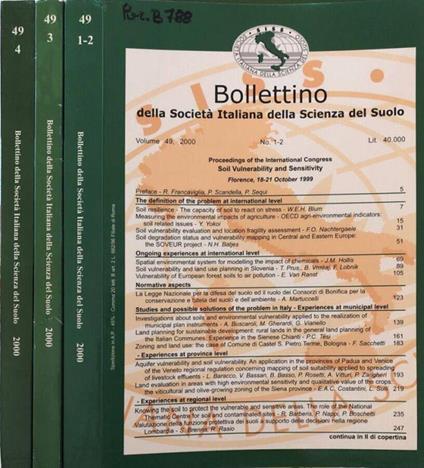 49
4
Bollettino della Società Italiana della Scienza del Suolo
2000
49
3
Bollettino della Società Italiana della Scienza del Suolo
2000
49
1-2
Bollettino della Società Italiana della Scienza del Suolo
2000
Bollettino
della Società Italiana della Scienza del Suolo
Volume 49, 2000 No. 1-2 Lit. 40.000
Proceedings of the International Congress
Soil Vulnerability and Sensitivity
Florence, 18-21 October 1999
Preface - R. Francaviglia, P. Scandella, P. Sequi 5
The definition of the problem at international level
Soil resilience - The capacity of soil to react on stress - W.E.H. Blum 7
Measuring the environmental impacts of agriculture - OECD agri-environmental indicators:
soil related issues - Y. Yokoi 15
Soil vulnerability evaluation and location fragility assessment - F.O. Nachtergaele 31
Soil degradation status and vulnerability mapping in Central and Eastern Europe:
the SOVEUR project - N.H. Batjes 51
Ongoing experiences at international level
Spatial environmental system for modelling the impact of chemicals - J.M. Hollis 69
Soil vulnerability and land use planning in Slovenia - T. Prus, B. Vrščaj, F. Lobnik 89
Vulnerability of European forest soils to air pollution - E. Van Ranst 105
Normative aspects
La Legge Nazionale per la difesa del suolo ed il ruolo dei Consorzi di Bonifica per la
conservazione e tutela del suolo e dell'ambiente - A. Martuccelli 123
Studies and possible solutions of the problem in Italy - Experiences at municipal level
Investigations about soils and environmental vulnerability applied to the realization of
municipal plan instruments - A. Buscaroli, M. Gherardi, G. Vianello 139
Land planning for sustainable development: rural lands in the general land planning of
the Italian Communes. Experience in the Sienese Chianti - P.C. Tési 161
Zoning and land use: the case of Comune di Castel S. Pietro Terme, Bologna - F. Sacchetti 183
- Experiences at province level
Aquifer vulnerability and soil vulnerability. An application in the provinces of Padua and Venice
of the Veneto regional regulation concerning mapping of soil suitability applied to spreading
of livestock effluents - L. Baraccо, V. Bassan, B. Basso, P. Rosetti, A. Vitturi, P. Zangheri 193
Land evaluation in areas with high environmental sensitivity and qualitative value of the crops:
the viticultural and olive-growing zoning of the Siena province - E.A.C. Costantini, L. Sulli 219
- Experiences at regional level
Knowing the soil to protect the vulnerable and sensitive areas. The role of the National
Thematic Centre for soil and contaminated sites - R. Barberis, P. Nappi, P. Boschetti 235
Valutazione della funzione protettiva dei suoli a supporto delle decisioni nella regione
Lombardia - S. Brenna, R. Rasio 247
continua in II di copertina